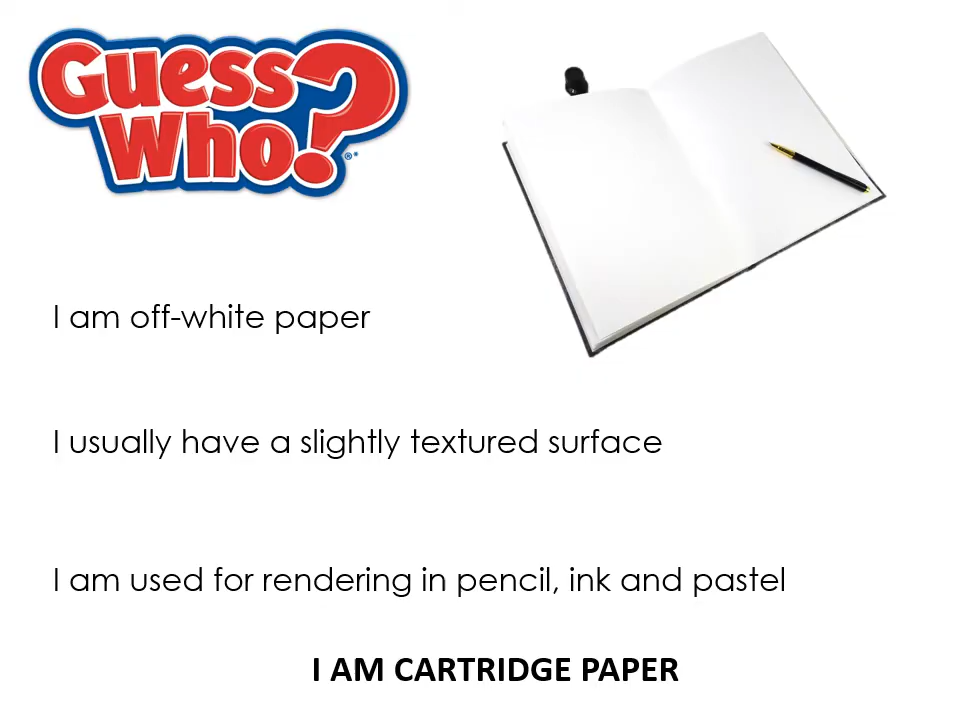 Guess
Who?
®*
I am off-white paper
I usually have a slightly textured surface
I am used for rendering in pencil, ink and pastel
I AM CARTRIDGE PAPER